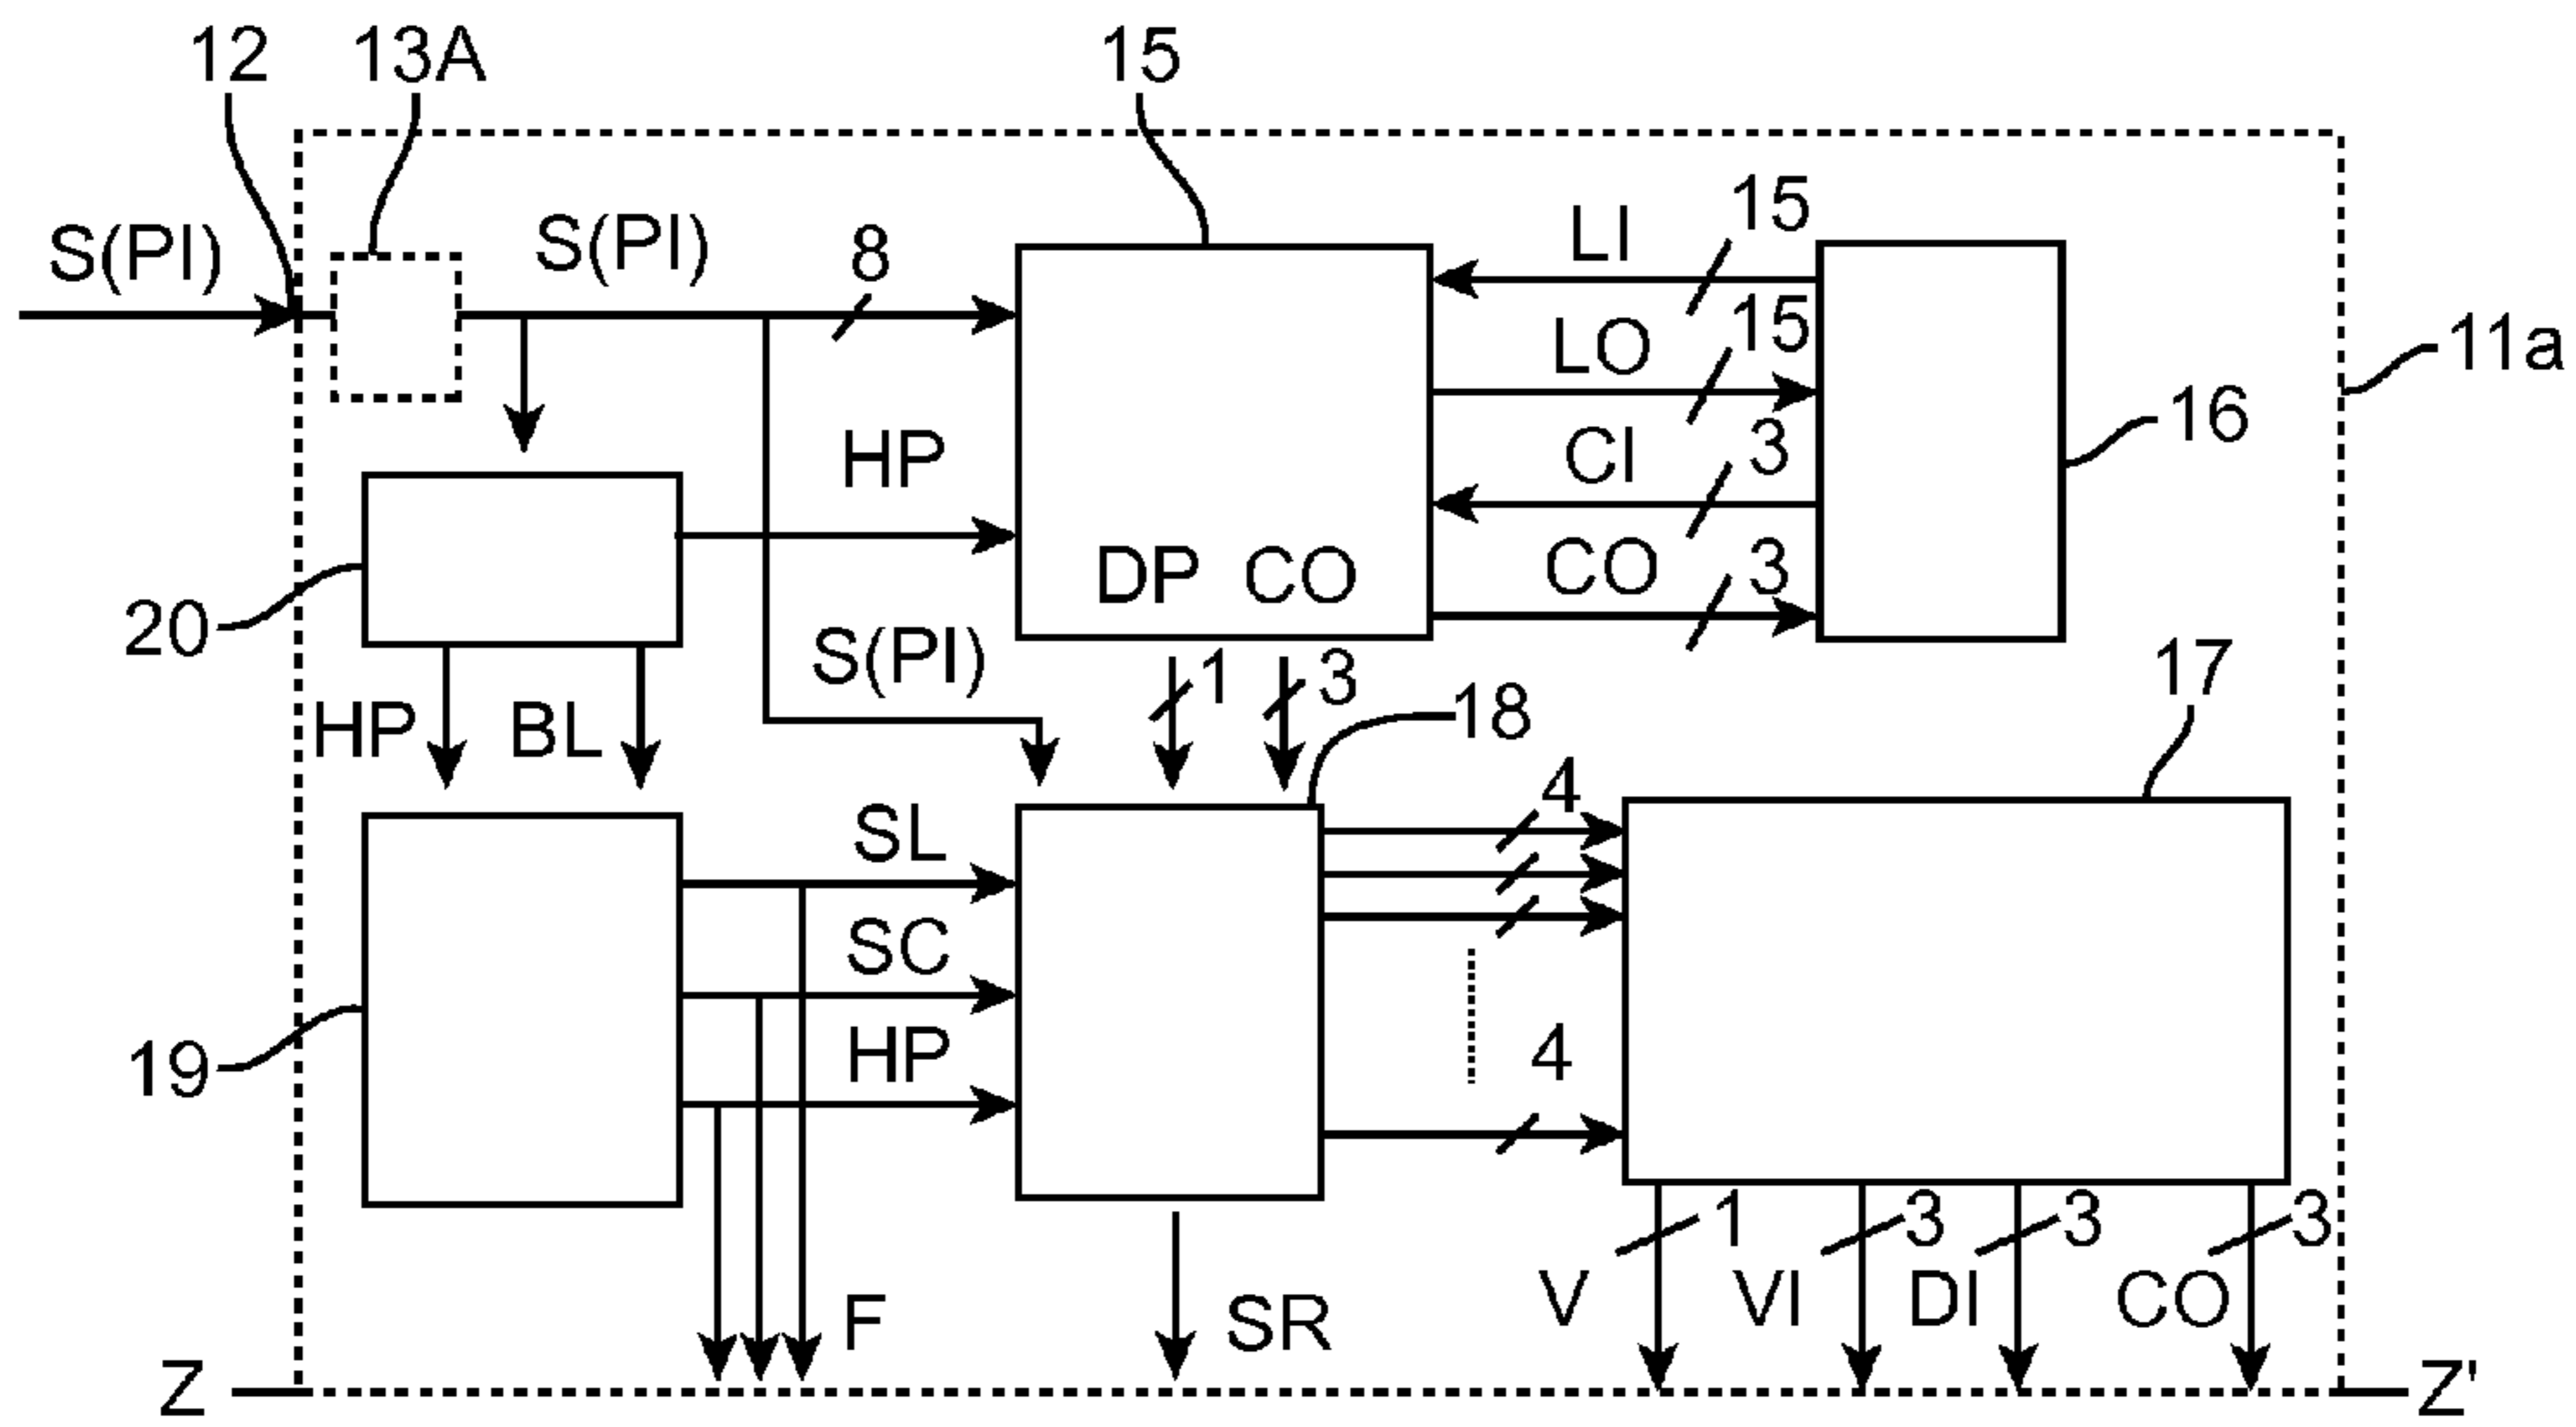 12 13A 15
S(PI) S(PI) 8 LI 15
LO 15 11a
HP CI 3 16
DP CO CO 3
20 S(PI) 1 3 17
HP BL 18
SL 4
SC
19 HP 4
1 3 3 3
F SR V VI DI CO
Z Z'